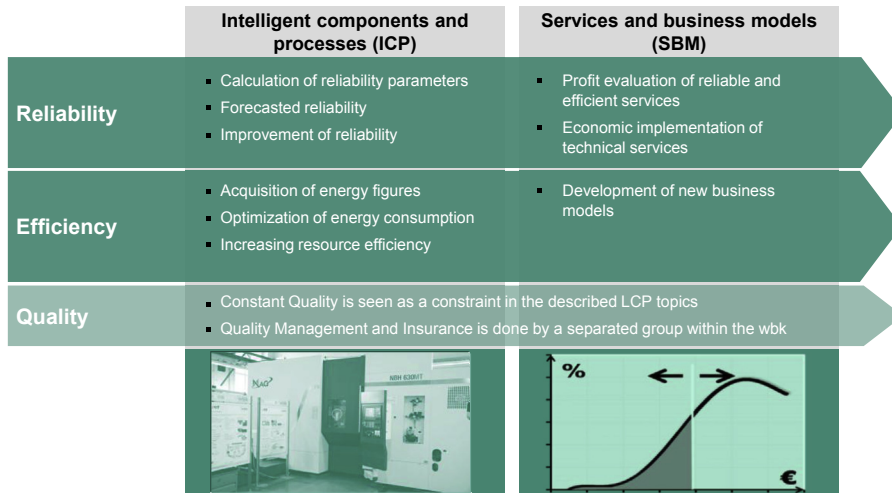 Intelligent components and
processes (ICP)
Services and business models
(SBM)
Reliability
▪ Calculation of reliability parameters
▪ Forecasted reliability
▪ Improvement of reliability
▪ Profit evaluation of reliable and
efficient services
▪ Economic implementation of
technical services
Efficiency
▪ Acquisition of energy figures
▪ Optimization of energy consumption
▪ Increasing resource efficiency
▪ Development of new business
models
Quality
▪ Constant Quality is seen as a constraint in the described LCP topics
▪ Quality Management and Insurance is done by a separated group within the wbk
MAG
NBH 630MT
%
€